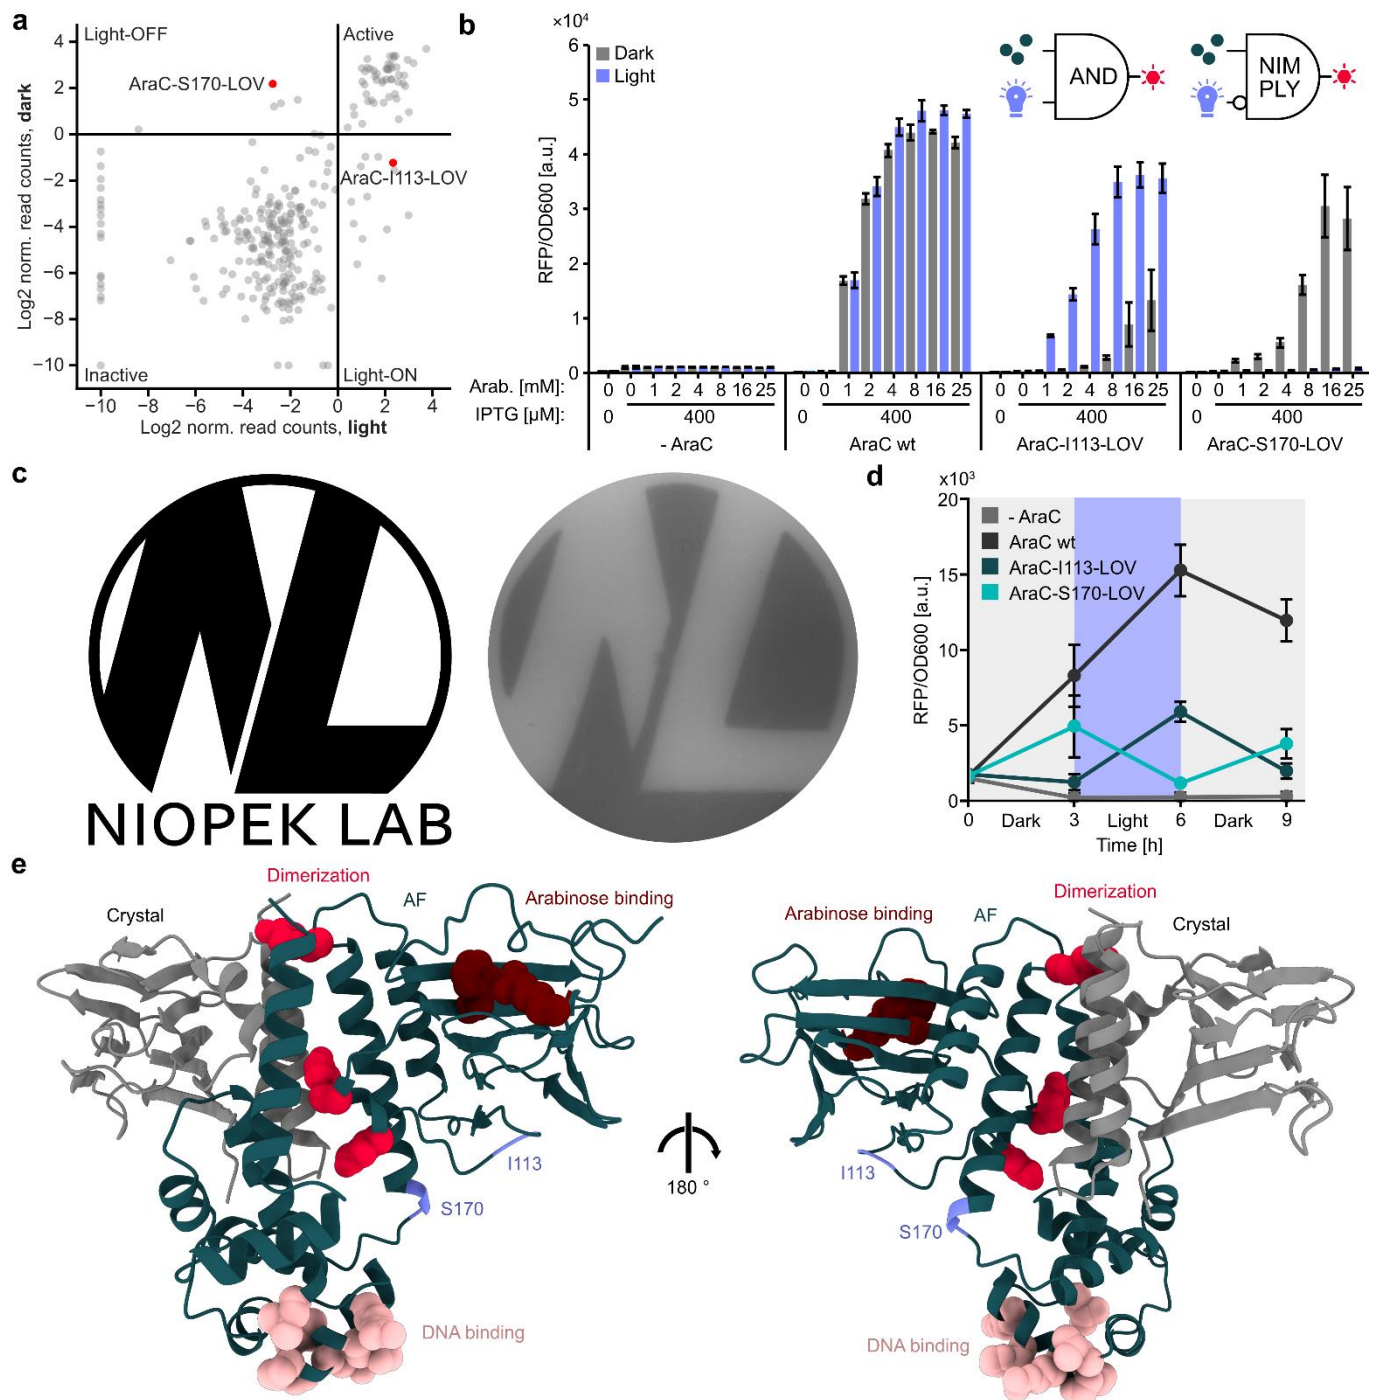 a
Light-OFF
Active
AraC-S170-LOV
AraC-I113-LOV
Inactive
Light-ON
4
2
0
−2
−4
−6
−8
−10
Log2 norm. read counts, dark
−10 −8 −6 −4 −2 0 2 4
Log2 norm. read counts, light
b
×10⁴
Dark
Light
AND
NIM
PLY
6
5
4
3
2
1
0
RFP/OD600 [a.u.]
Arab. [mM]: 0 0 1 2 4 8 16 25 0 0 1 2 4 8 16 25 0 0 1 2 4 8 16 25 0 0 1 2 4 8 16 25
IPTG [µM]: 0 400 0 400 0 400 0 400
- AraC AraC wt AraC-I113-LOV AraC-S170-LOV
c
NIOPEK LAB
d
x10³
- AraC
AraC wt
AraC-I113-LOV
AraC-S170-LOV
20
15
10
5
0
RFP/OD600 [a.u.]
0 Dark 3 Light 6 Dark 9
Time [h]
e
Dimerization
AF
Arabinose binding
Crystal
I113
S170
DNA binding
180 °
Dimerization
Arabinose binding
AF
Crystal
I113
S170
DNA binding